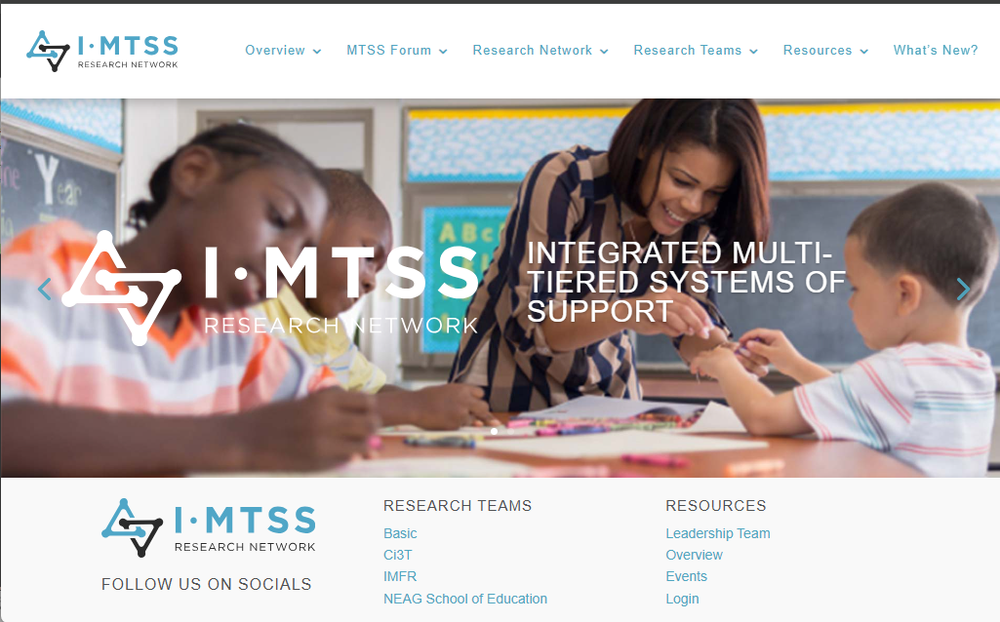 I·MTSS
RESEARCH NETWORK
Overview
MTSS Forum
Research Network
Research Teams
Resources
What's New?
Year
ABC
I·MTSS
RESEARCH NETWORK
INTEGRATED MULTI-
TIERED SYSTEMS OF
SUPPORT
I·MTSS
RESEARCH NETWORK
FOLLOW US ON SOCIALS
RESEARCH TEAMS
Basic
Ci3T
IMFR
NEAG School of Education
RESOURCES
Leadership Team
Overview
Events
Login